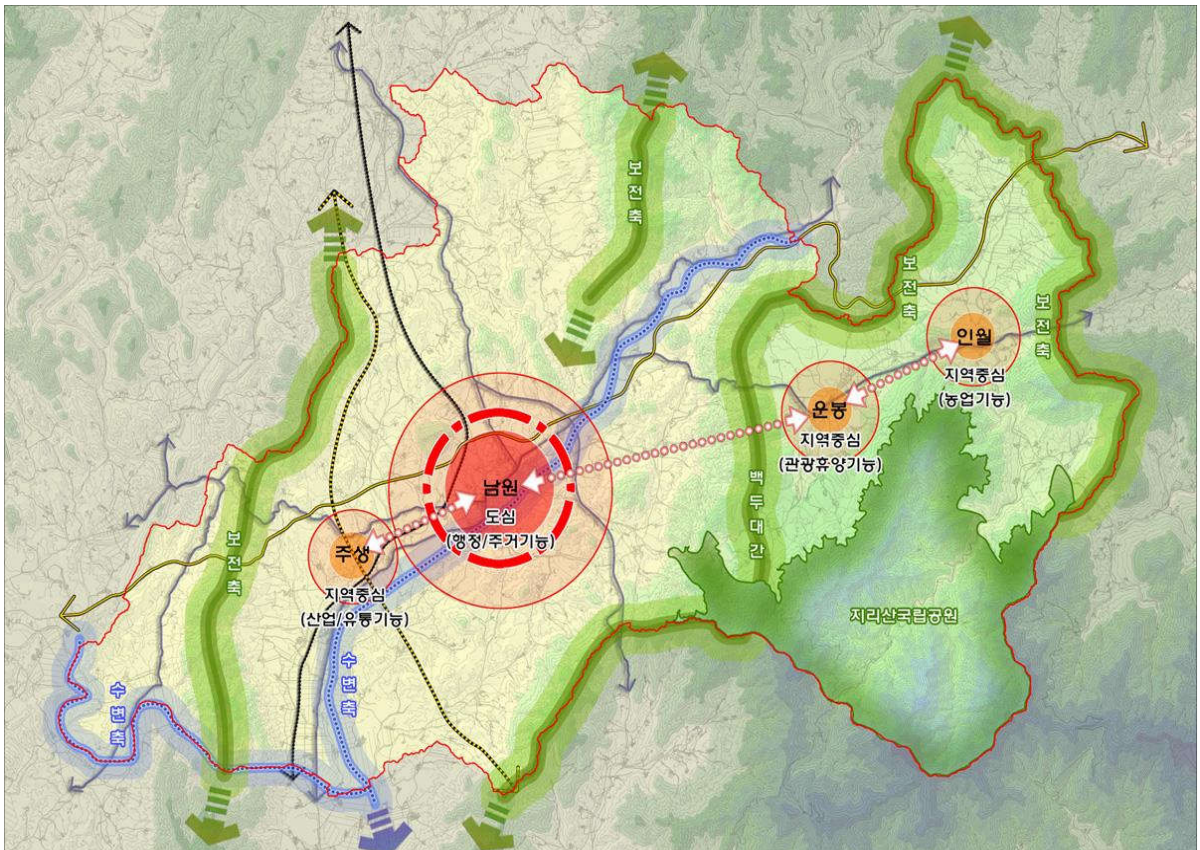 보전축
보전축
보전축
인월
지역중심
(농업기능)
운봉
지역중심
(관광휴양기능)
백두대간
남원
도심
(행정/주거기능)
보전축
주생
지역중심
(산업/유통기능)
지리산국립공원
수변축
수변축